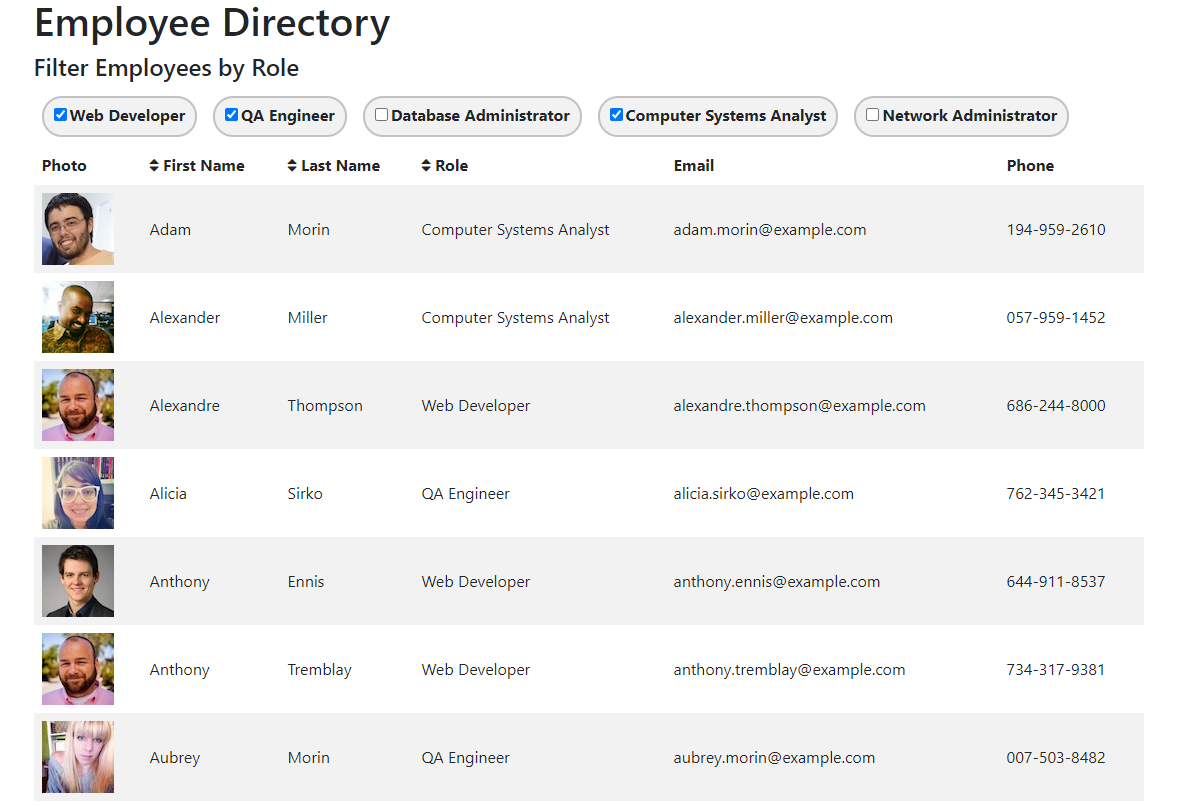 Employee Directory
Filter Employees by Role
Web Developer QA Engineer Database Administrator Computer Systems Analyst Network Administrator
Photo First Name Last Name Role Email Phone
Adam Morin Computer Systems Analyst adam.morin@example.com 194-959-2610
Alexander Miller Computer Systems Analyst alexander.miller@example.com 057-959-1452
Alexandre Thompson Web Developer alexandre.thompson@example.com 686-244-8000
Alicia Sirko QA Engineer alicia.sirko@example.com 762-345-3421
Anthony Ennis Web Developer anthony.ennis@example.com 644-911-8537
Anthony Tremblay Web Developer anthony.tremblay@example.com 734-317-9381
Aubrey Morin QA Engineer aubrey.morin@example.com 007-503-8482